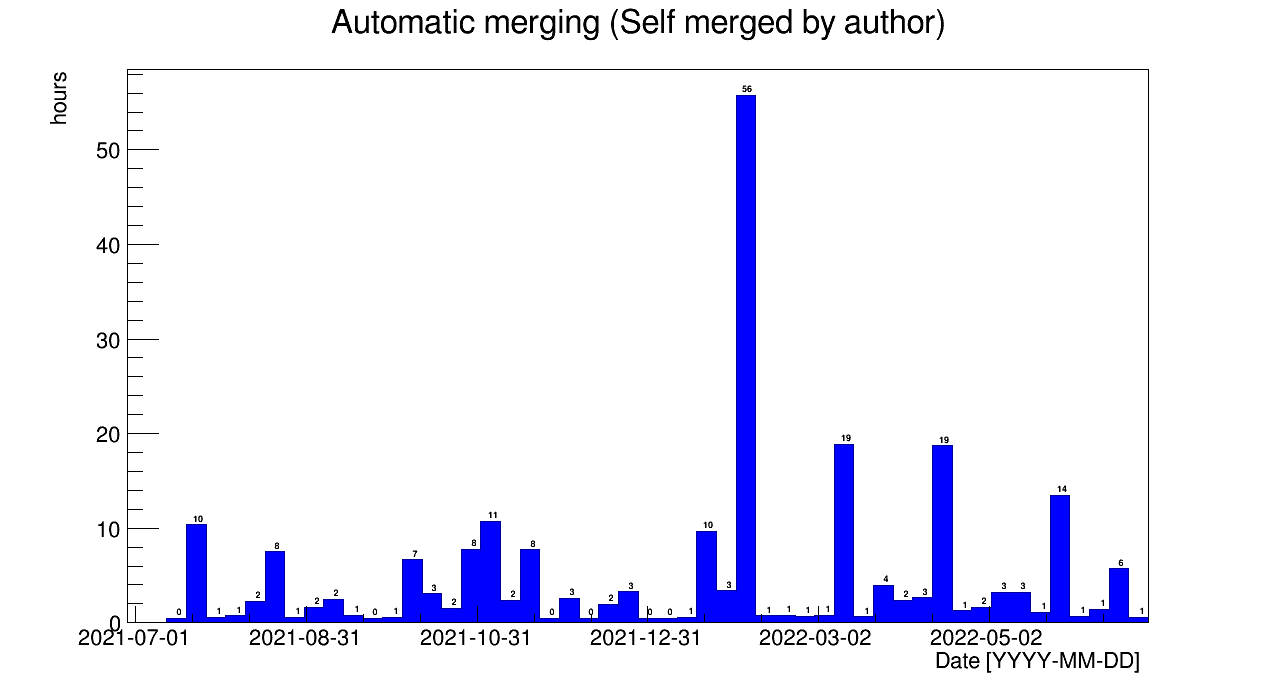 Automatic merging (Self merged by author)
hours
50
40
30
20
10
0
0 10 1 1 2 8 1 2 2 1 0 1 7 3 2 8 11 2 8 0 3 0 2 3 0 0 1 10 3 56 1 1 1 1 19 1 4 2 3 19 1 2 3 3 1 14 1 1 6 1
2021-07-01 2021-08-31 2021-10-31 2021-12-31 2022-03-02 2022-05-02
Date [YYYY-MM-DD]